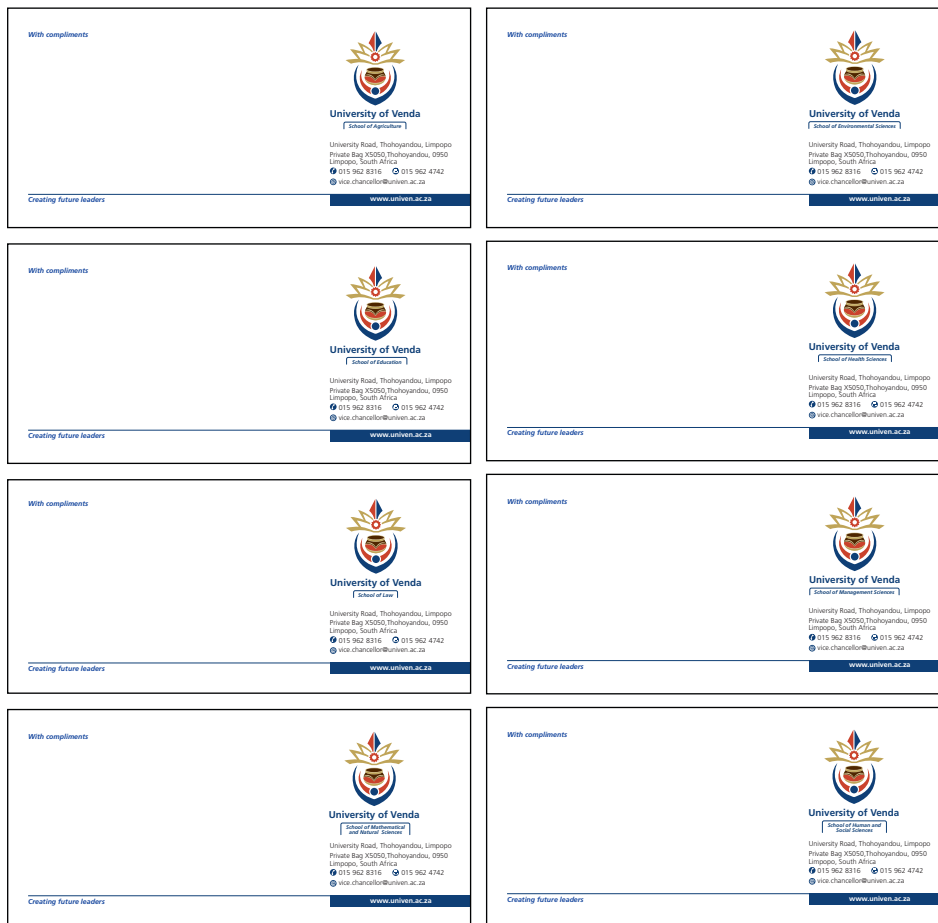 With compliments
University of Venda
School of Agriculture
University Road, Thohoyandou, Limpopo
Private Bag X5050,Thohoyandou, 0950
Limpopo, South Africa
015 962 8316 015 962 4742
vice.chancellor@univen.ac.za
Creating future leaders
www.univen.ac.za
With compliments
University of Venda
School of Environmental Sciences
University Road, Thohoyandou, Limpopo
Private Bag X5050,Thohoyandou, 0950
Limpopo, South Africa
015 962 8316 015 962 4742
vice.chancellor@univen.ac.za
Creating future leaders
www.univen.ac.za
With compliments
University of Venda
School of Education
University Road, Thohoyandou, Limpopo
Private Bag X5050,Thohoyandou, 0950
Limpopo, South Africa
015 962 8316 015 962 4742
vice.chancellor@univen.ac.za
Creating future leaders
www.univen.ac.za
With compliments
University of Venda
School of Health Sciences
University Road, Thohoyandou, Limpopo
Private Bag X5050,Thohoyandou, 0950
Limpopo, South Africa
015 962 8316 015 962 4742
vice.chancellor@univen.ac.za
Creating future leaders
www.univen.ac.za
With compliments
University of Venda
School of Law
University Road, Thohoyandou, Limpopo
Private Bag X5050,Thohoyandou, 0950
Limpopo, South Africa
015 962 8316 015 962 4742
vice.chancellor@univen.ac.za
Creating future leaders
www.univen.ac.za
With compliments
University of Venda
School of Management Sciences
University Road, Thohoyandou, Limpopo
Private Bag X5050,Thohoyandou, 0950
Limpopo, South Africa
015 962 8316 015 962 4742
vice.chancellor@univen.ac.za
Creating future leaders
www.univen.ac.za
With compliments
University of Venda
School of Mathematical
and Natural Sciences
University Road, Thohoyandou, Limpopo
Private Bag X5050,Thohoyandou, 0950
Limpopo, South Africa
015 962 8316 015 962 4742
vice.chancellor@univen.ac.za
Creating future leaders
www.univen.ac.za
With compliments
University of Venda
School of Human and
Social Sciences
University Road, Thohoyandou, Limpopo
Private Bag X5050,Thohoyandou, 0950
Limpopo, South Africa
015 962 8316 015 962 4742
vice.chancellor@univen.ac.za
Creating future leaders
www.univen.ac.za